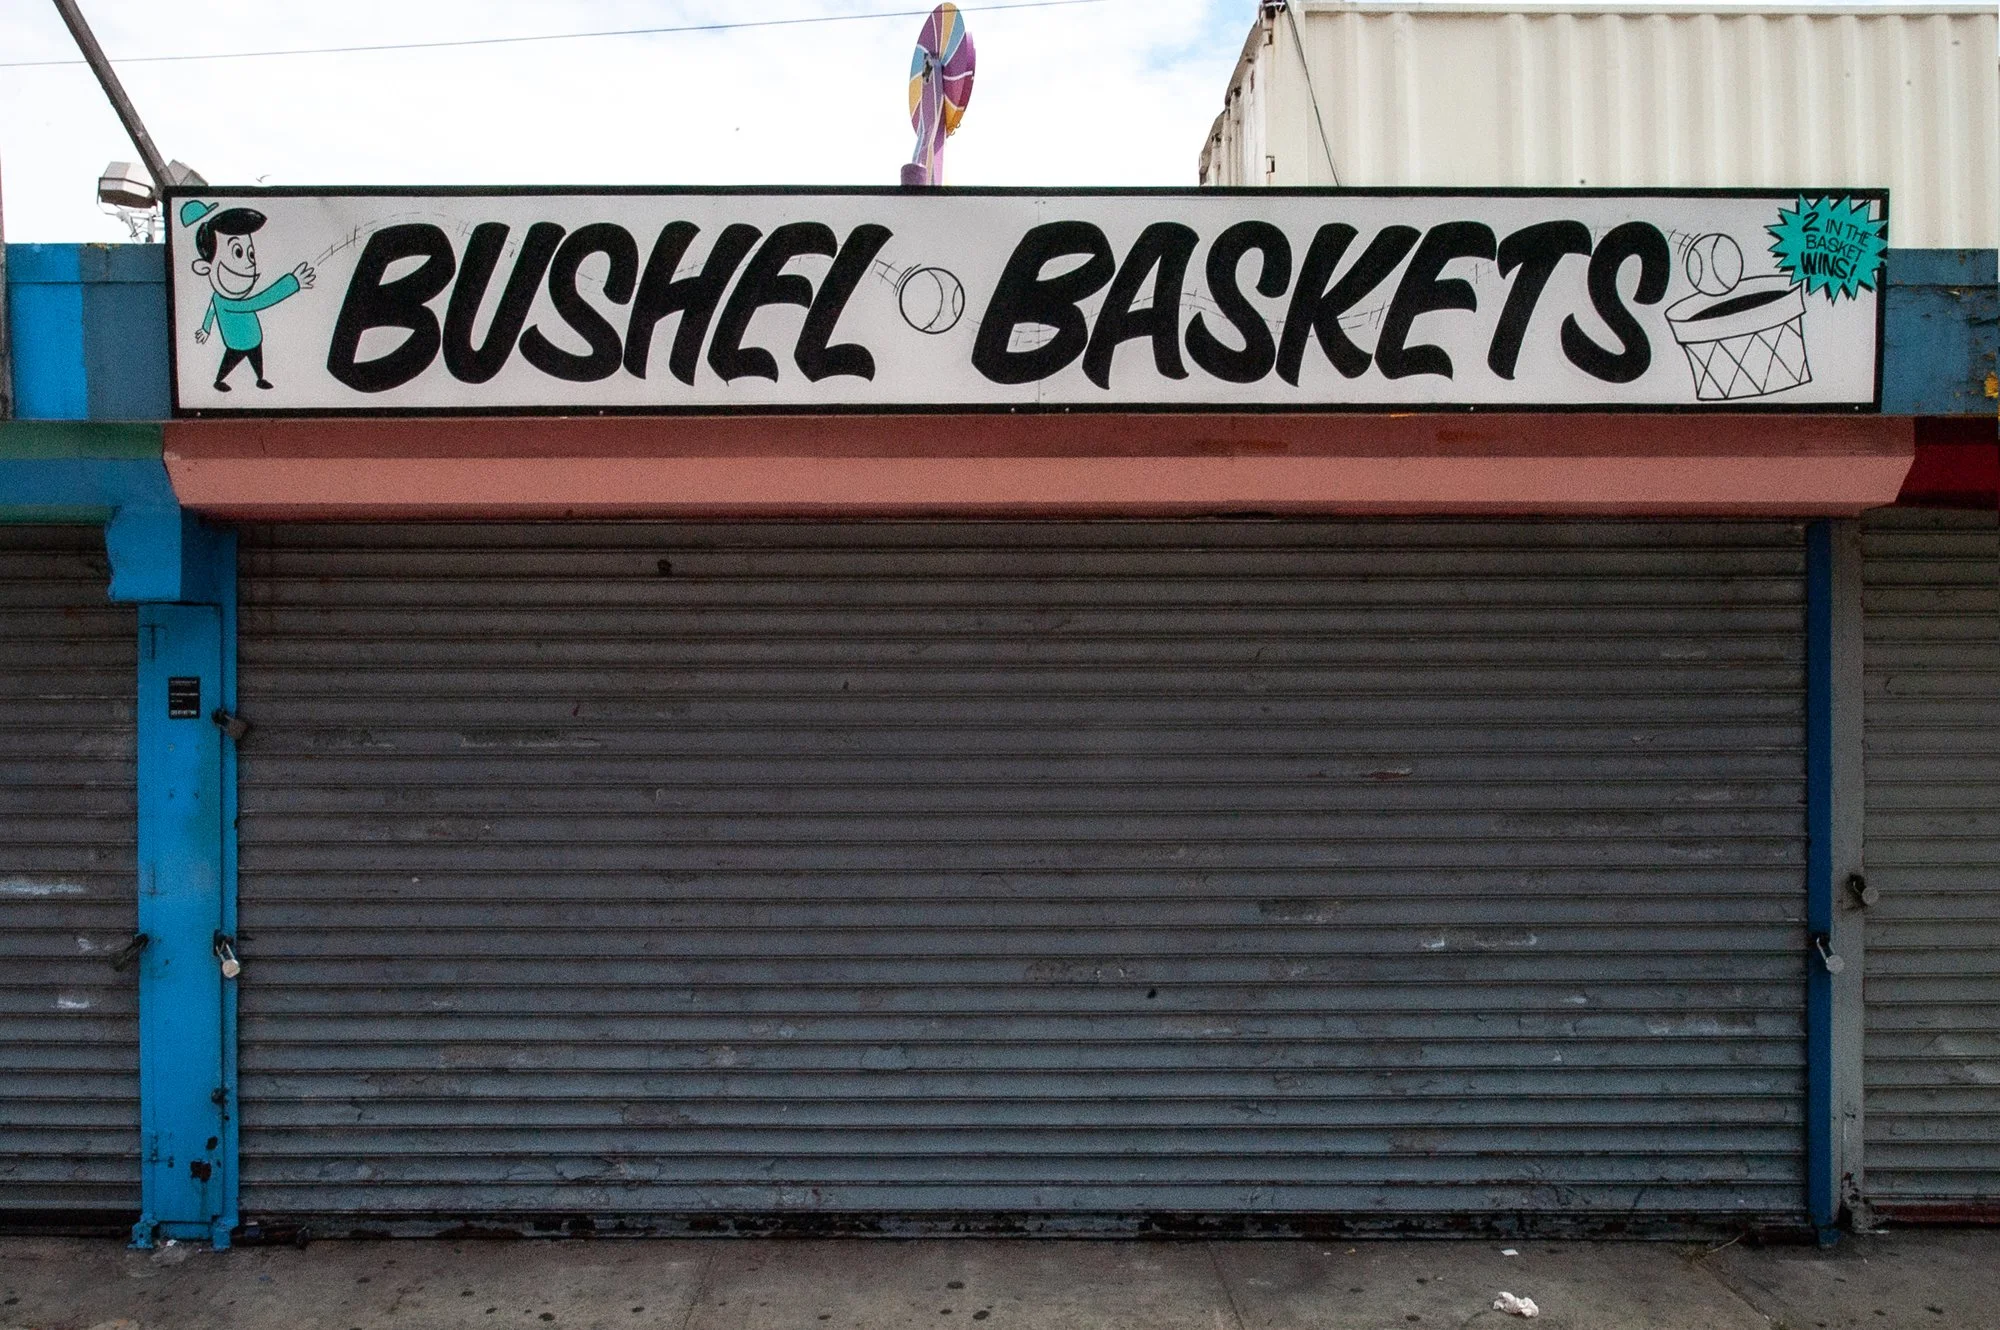 BUSHEL BASKETS
2 IN THE
BASKET
WINS!